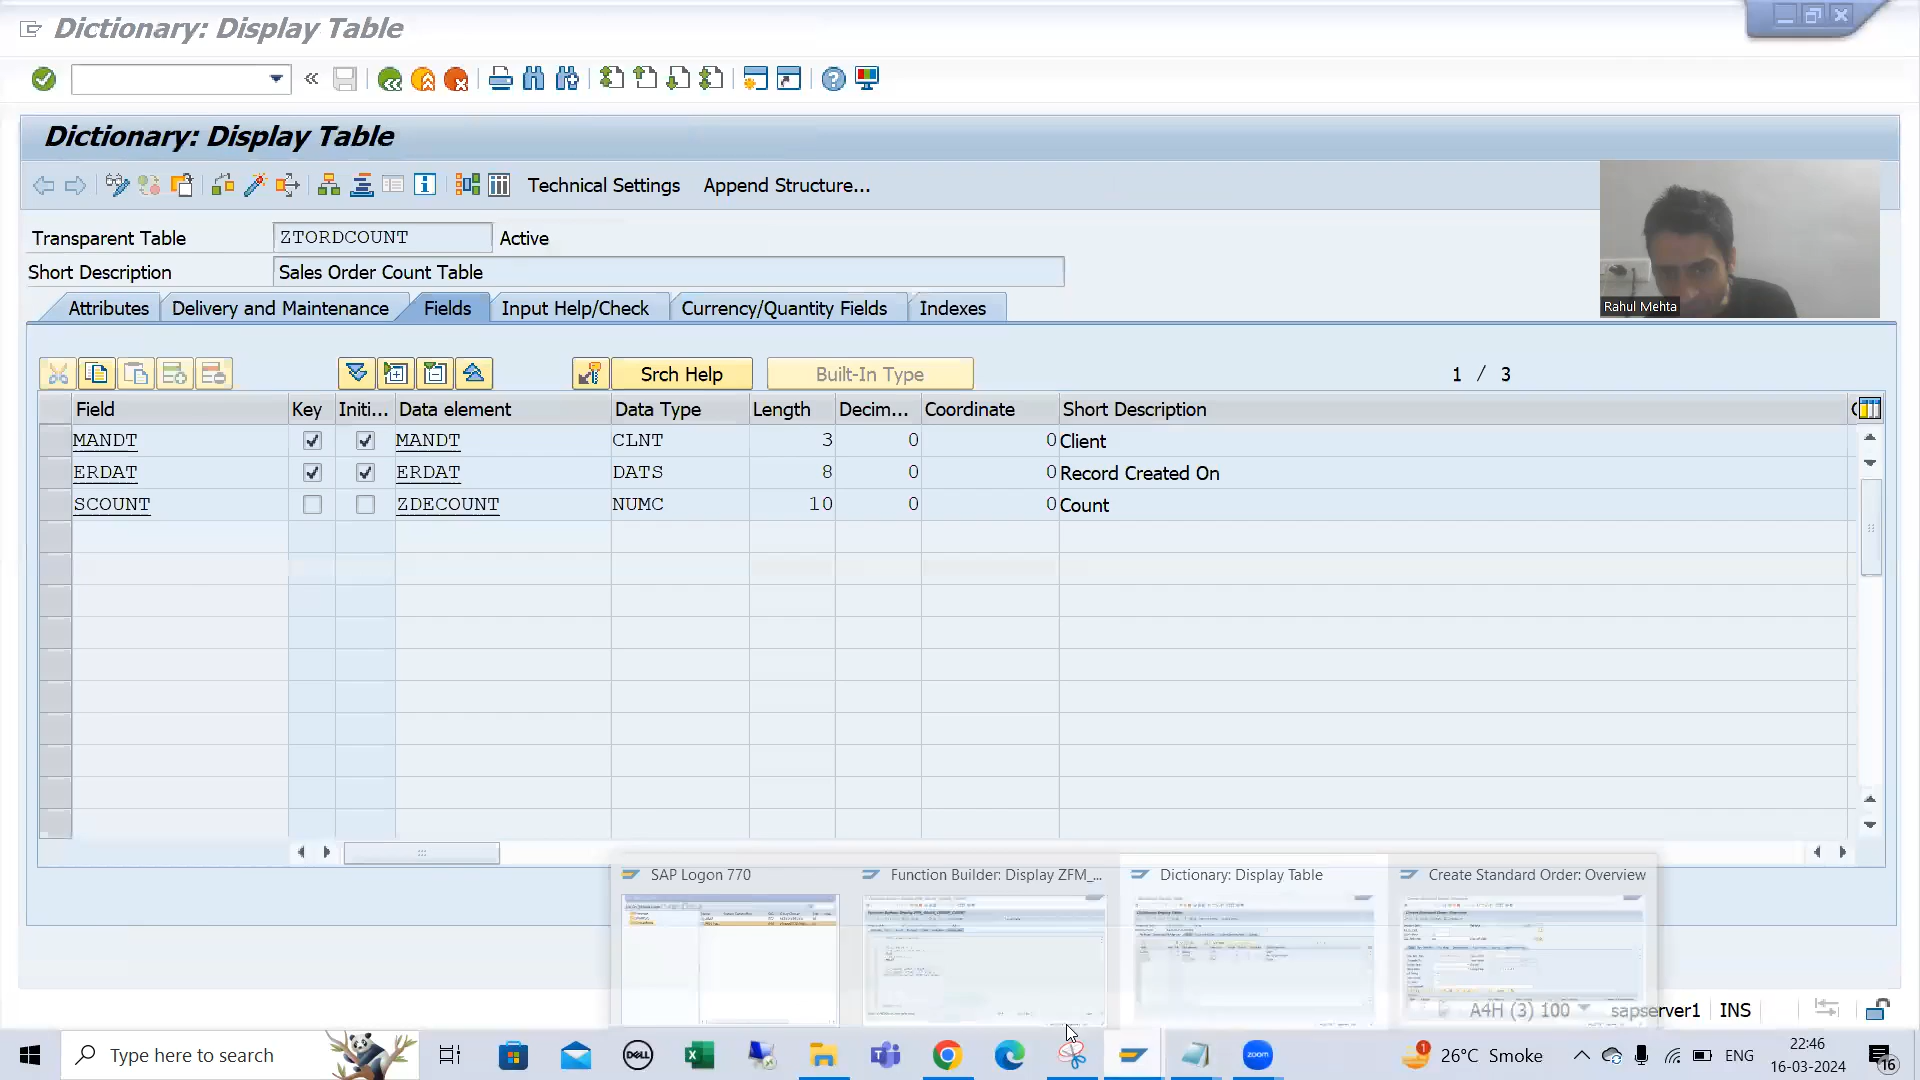 Dictionary: Display Table
Dictionary: Display Table
Technical Settings Append Structure...
Transparent Table ZTORDCOUNT Active
Short Description Sales Order Count Table
Rahul Mehta
Attributes Delivery and Maintenance Fields Input Help/Check Currency/Quantity Fields Indexes
Srch Help Built-In Type 1 / 3
Field Key Initi... Data element Data Type Length Decim... Coordinate Short Description
MANDT MANDT CLNT 3 0 0 Client
ERDAT ERDAT DATS 8 0 0 Record Created On
SCOUNT ZDECOUNT NUMC 10 0 0 Count
SAP Logon 770 Function Builder: Display ZFM_... Dictionary: Display Table Create Standard Order: Overview
A4H (3) 100 sapserver1 INS
Type here to search 26°C Smoke ENG 22:46
16-03-2024
16